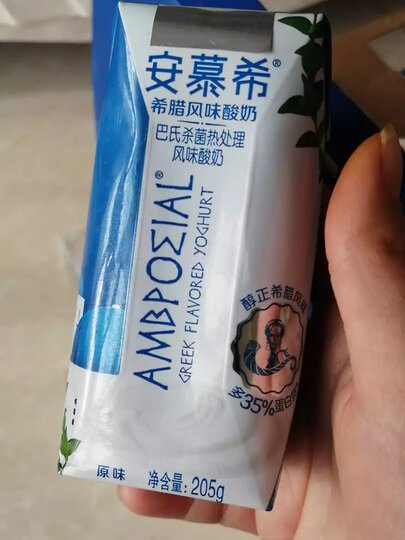 安慕希®
希腊风味酸奶
巴氏杀菌热处理
风味酸奶
AMBPOΣIAL®
GREEK FLAVORED YOGHURT
醇正希腊风味
多35%蛋白质
原味 净含量:205g